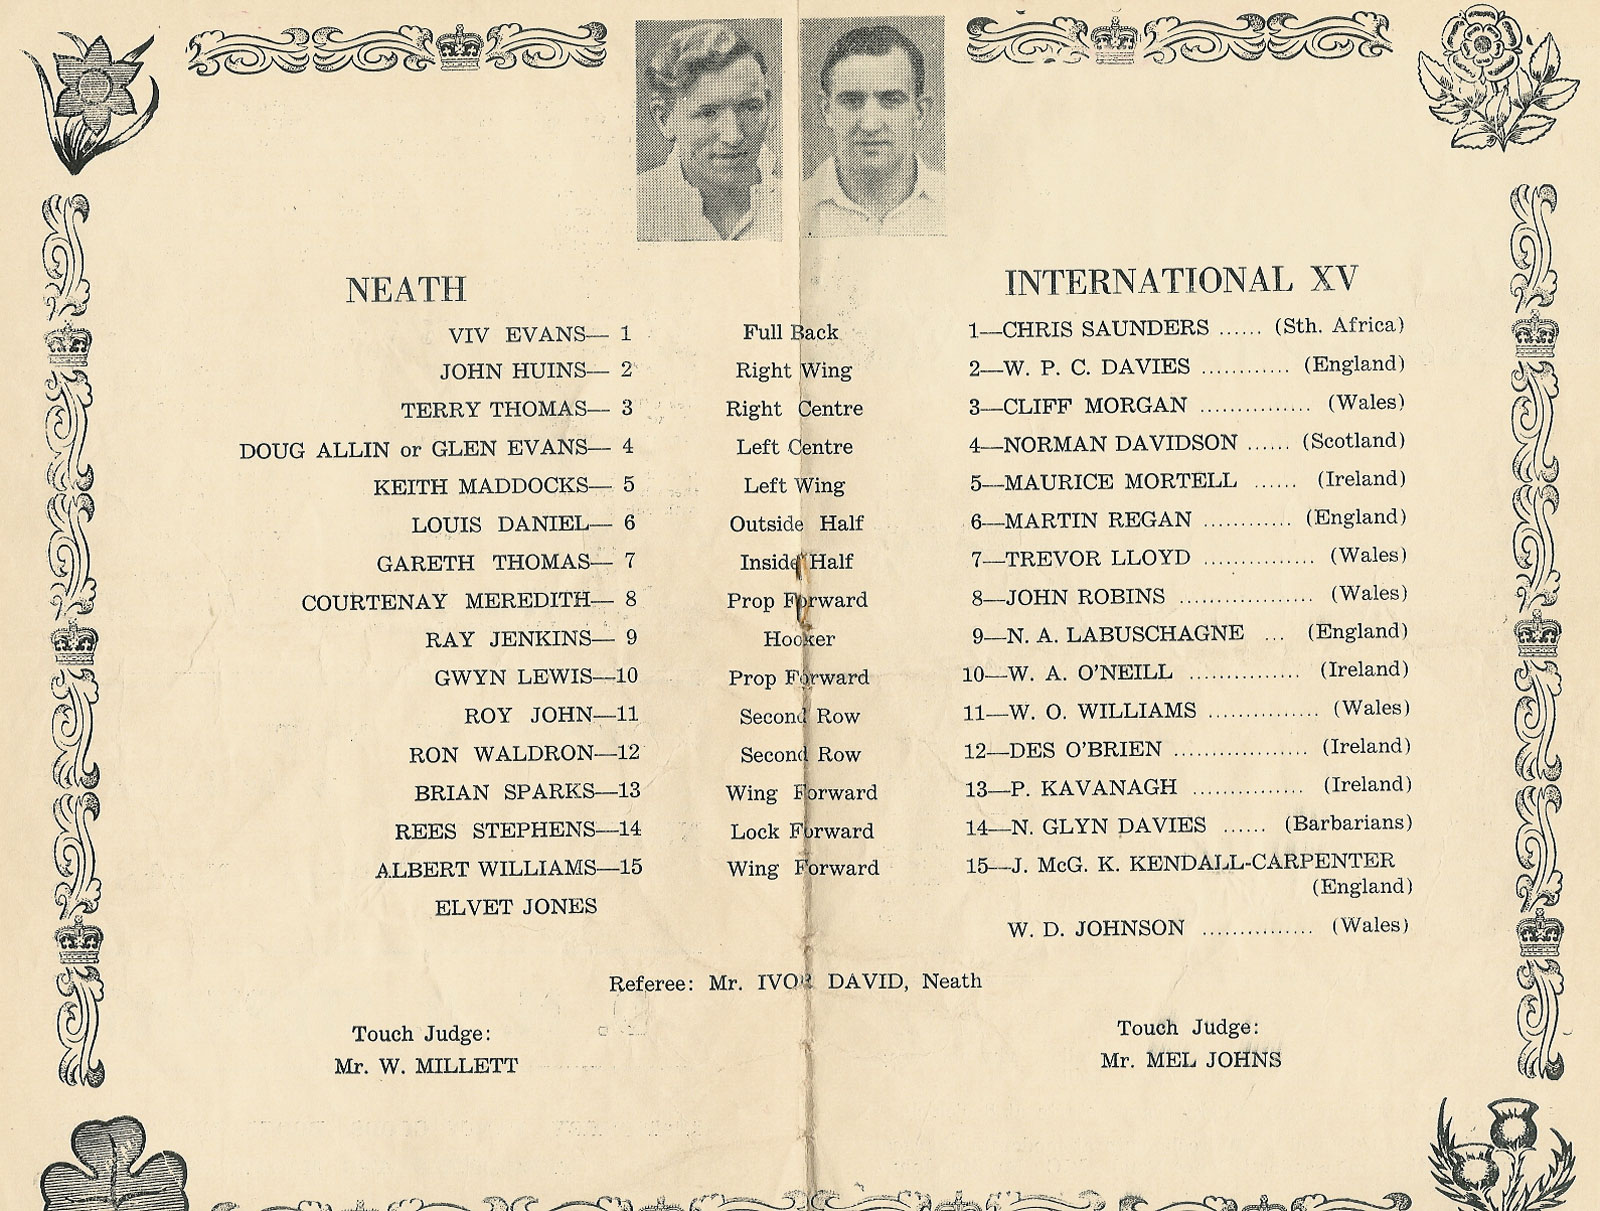 NEATH INTERNATIONAL XV
VIV EVANS— 1 Full Back 1—CHRIS SAUNDERS ...... (Sth. Africa)
JOHN HUINS— 2 Right Wing 2—W. P. C. DAVIES ............ (England)
TERRY THOMAS— 3 Right Centre 3—CLIFF MORGAN ............... (Wales)
DOUG ALLIN or GLEN EVANS— 4 Left Centre 4—NORMAN DAVIDSON ...... (Scotland)
KEITH MADDOCKS— 5 Left Wing 5—MAURICE MORTELL ...... (Ireland)
LOUIS DANIEL— 6 Outside Half 6—MARTIN REGAN ............ (England)
GARETH THOMAS— 7 Inside Half 7—TREVOR LLOYD ............... (Wales)
COURTENAY MEREDITH— 8 Prop Forward 8—JOHN ROBINS .................. (Wales)
RAY JENKINS— 9 Hooker 9—N. A. LABUSCHAGNE ... (England)
GWYN LEWIS—10 Prop Forward 10—W. A. O'NEILL ............... (Ireland)
ROY JOHN—11 Second Row 11—W. O. WILLIAMS ............... (Wales)
RON WALDRON—12 Second Row 12—DES O'BRIEN .................. (Ireland)
BRIAN SPARKS—13 Wing Forward 13—P. KAVANAGH ............... (Ireland)
REES STEPHENS—14 Lock Forward 14—N. GLYN DAVIES ...... (Barbarians)
ALBERT WILLIAMS—15 Wing Forward 15—J. McG. K. KENDALL-CARPENTER
(England)
ELVET JONES
W. D. JOHNSON ............... (Wales)
Referee: Mr. IVOR DAVID, Neath
Touch Judge: Touch Judge:
Mr. W. MILLETT Mr. MEL JOHNS